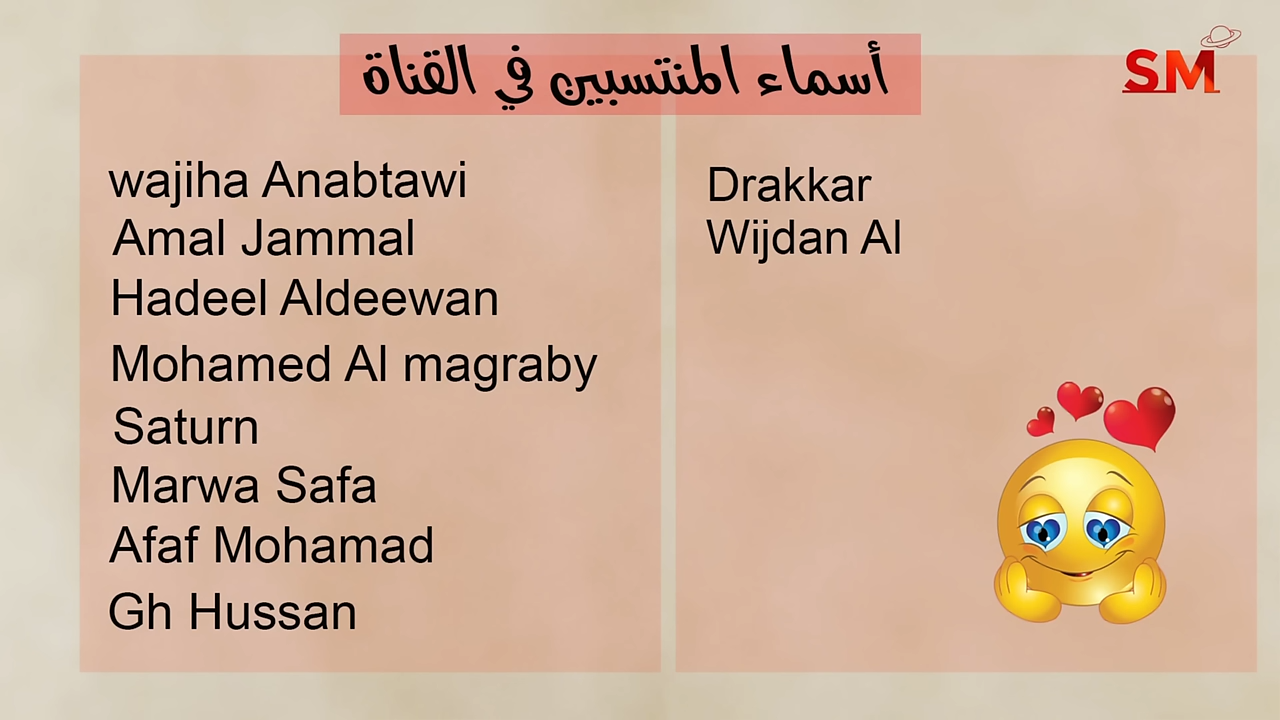 أسماء المنتسبين في القناة
SM
wajiha Anabtawi
Amal Jammal
Hadeel Aldeewan
Mohamed Al magraby
Saturn
Marwa Safa
Afaf Mohamad
Gh Hussan
Drakkar
Wijdan Al